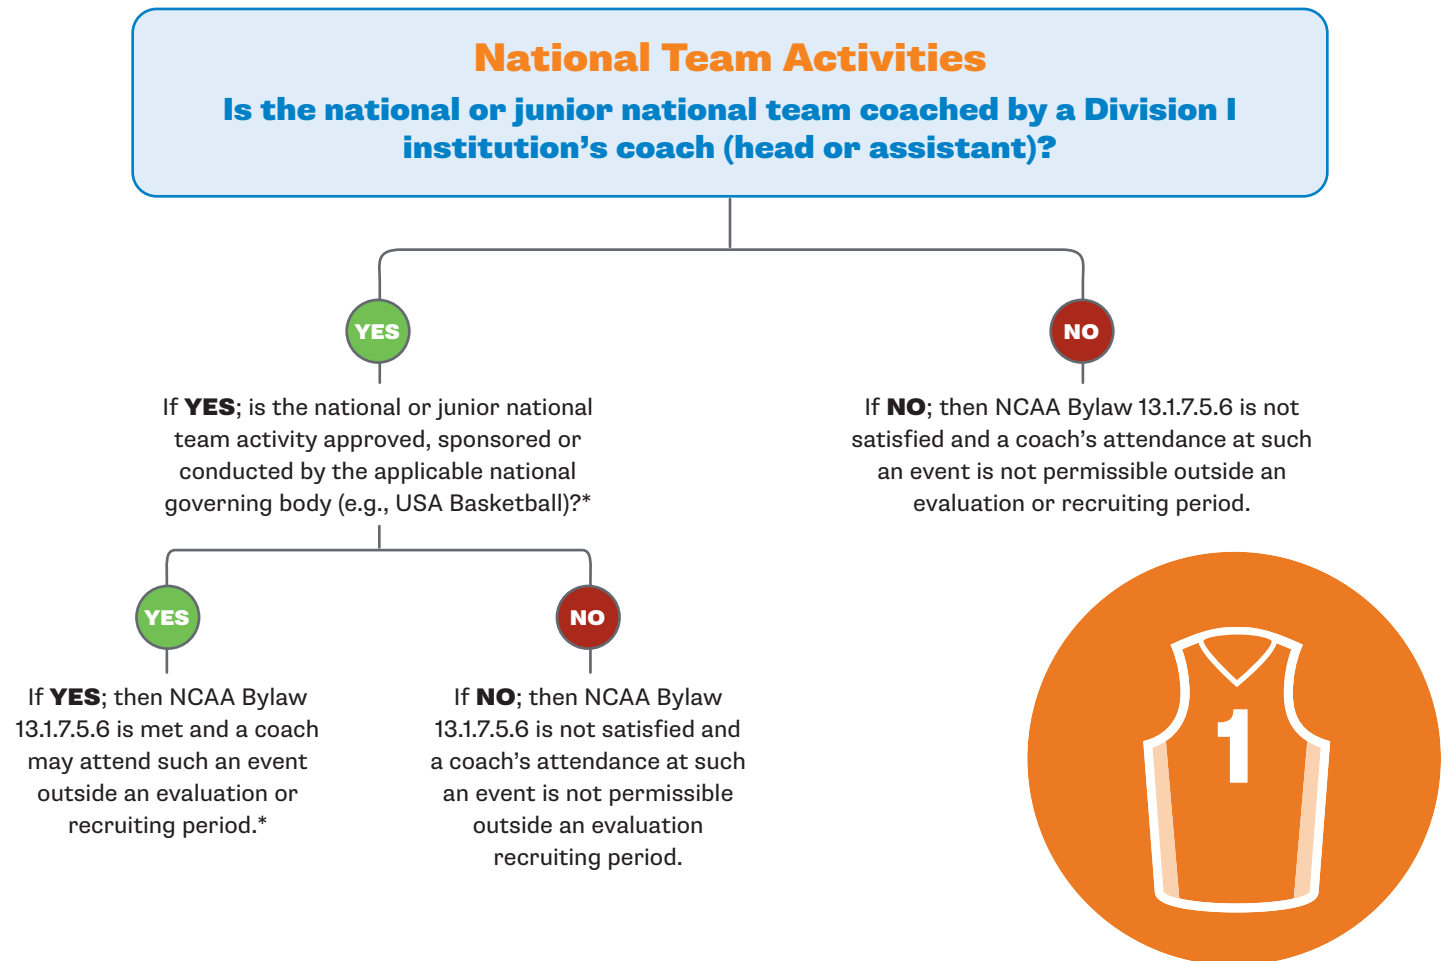 National Team Activities
Is the national or junior national team coached by a Division I
institution’s coach (head or assistant)?
YES
NO
If YES; is the national or junior national
team activity approved, sponsored or
conducted by the applicable national
governing body (e.g., USA Basketball)?*
If NO; then NCAA Bylaw 13.1.7.5.6 is not
satisfied and a coach’s attendance at such
an event is not permissible outside an
evaluation or recruiting period.
YES
NO
If YES; then NCAA Bylaw
13.1.7.5.6 is met and a coach
may attend such an event
outside an evaluation or
recruiting period.*
If NO; then NCAA Bylaw
13.1.7.5.6 is not satisfied and
a coach’s attendance at such
an event is not permissible
outside an evaluation
recruiting period.
1